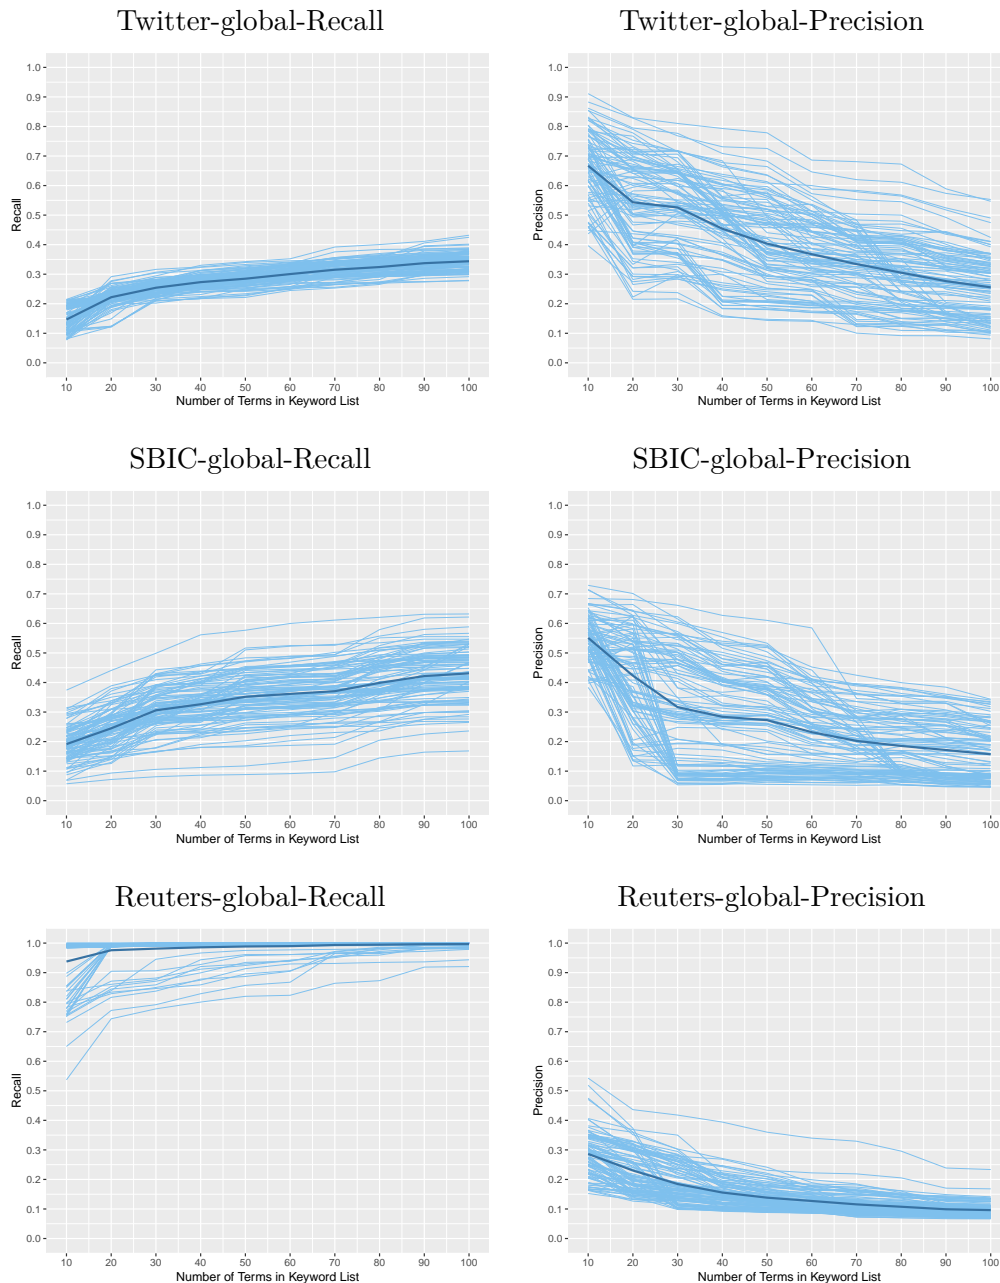 Twitter-global-Recall
1.0
0.9
0.8
0.7
0.6
0.5
0.4
0.3
0.2
0.1
0.0
Recall
10 20 30 40 50 60 70 80 90 100
Number of Terms in Keyword List
Twitter-global-Precision
1.0
0.9
0.8
0.7
0.6
0.5
0.4
0.3
0.2
0.1
0.0
Precision
10 20 30 40 50 60 70 80 90 100
Number of Terms in Keyword List
SBIC-global-Recall
1.0
0.9
0.8
0.7
0.6
0.5
0.4
0.3
0.2
0.1
0.0
Recall
10 20 30 40 50 60 70 80 90 100
Number of Terms in Keyword List
SBIC-global-Precision
1.0
0.9
0.8
0.7
0.6
0.5
0.4
0.3
0.2
0.1
0.0
Precision
10 20 30 40 50 60 70 80 90 100
Number of Terms in Keyword List
Reuters-global-Recall
1.0
0.9
0.8
0.7
0.6
0.5
0.4
0.3
0.2
0.1
0.0
Recall
10 20 30 40 50 60 70 80 90 100
Number of Terms in Keyword List
Reuters-global-Precision
1.0
0.9
0.8
0.7
0.6
0.5
0.4
0.3
0.2
0.1
0.0
Precision
10 20 30 40 50 60 70 80 90 100
Number of Terms in Keyword List